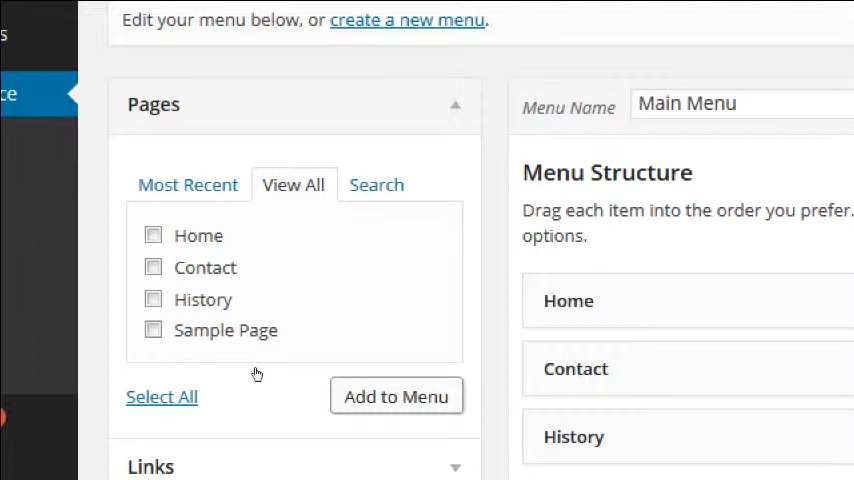 Edit your menu below, or create a new menu.
s
ce
Pages
Most Recent
View All
Search
Home
Contact
History
Sample Page
Select All
Add to Menu
Links
Menu Name
Main Menu
Menu Structure
Drag each item into the order you prefer.
options.
Home
Contact
History